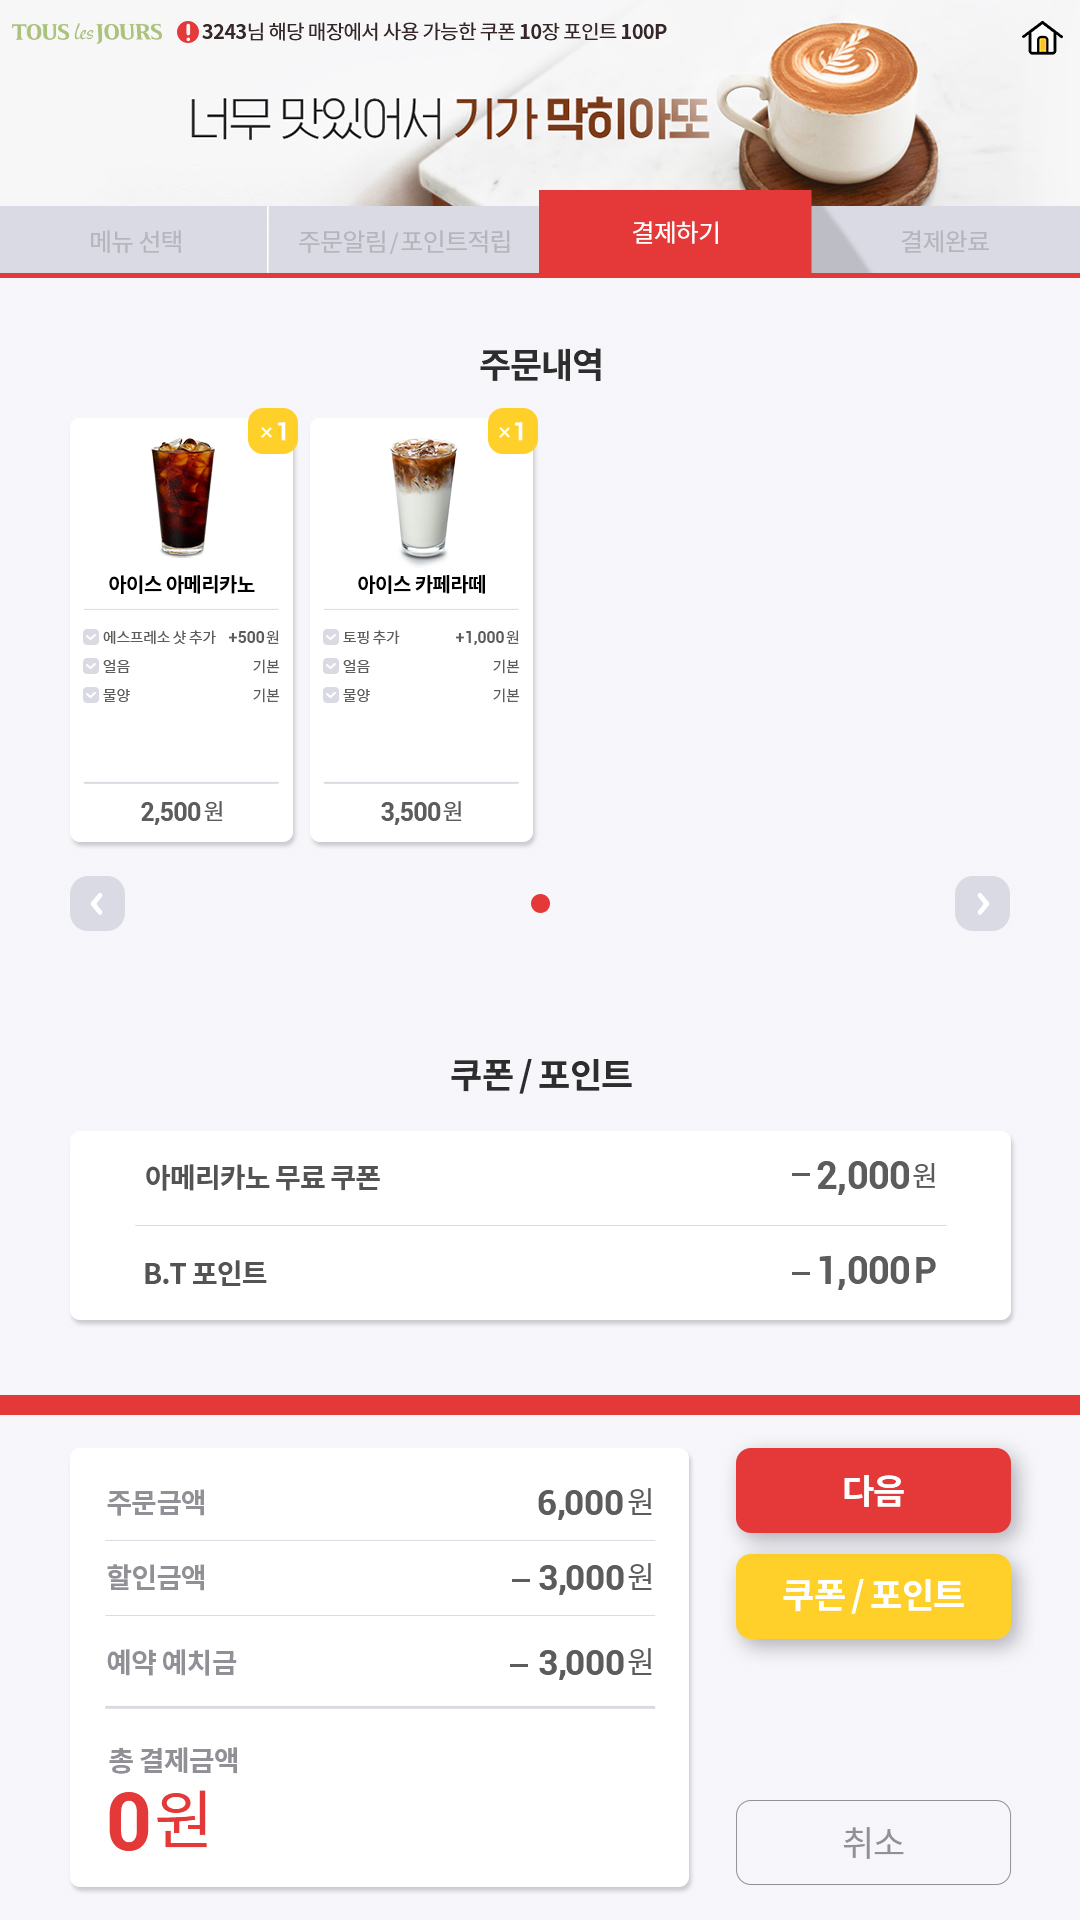 TOUS les JOURS
3243님 해당 매장에서 사용 가능한 쿠폰 10장 포인트 100P
너무 맛있어서 기가 막히아또
메뉴 선택
주문알림/포인트적립
결제하기
결제완료
주문내역
×1
×1
아이스 아메리카노
에스프레소 샷 추가 +500원
얼음 기본
물양 기본
2,500원
아이스 카페라떼
토핑 추가 +1,000원
얼음 기본
물양 기본
3,500원
쿠폰 / 포인트
아메리카노 무료 쿠폰 −2,000원
B.T 포인트 −1,000P
주문금액 6,000원
할인금액 − 3,000원
예약 예치금 − 3,000원
총 결제금액
0원
다음
쿠폰 / 포인트
취소